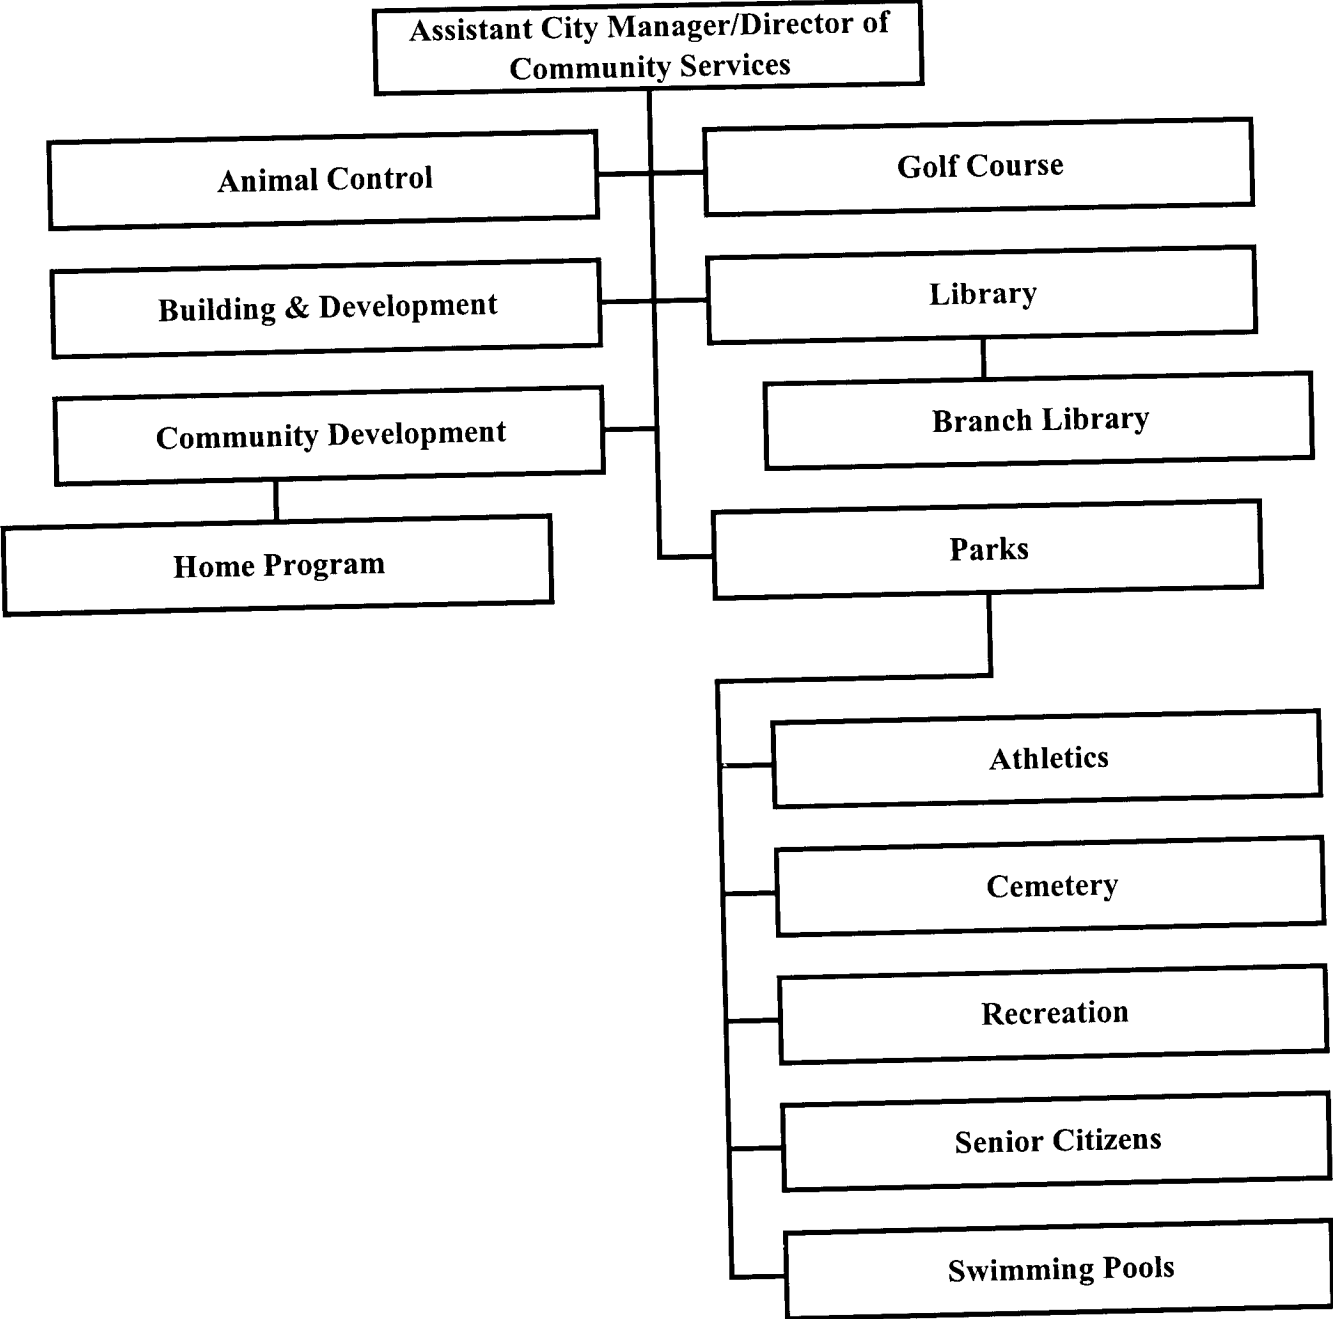 Assistant City Manager/Director of
Community Services
Animal Control
Golf Course
Building & Development
Library
Community Development
Branch Library
Home Program
Parks
Athletics
Cemetery
Recreation
Senior Citizens
Swimming Pools